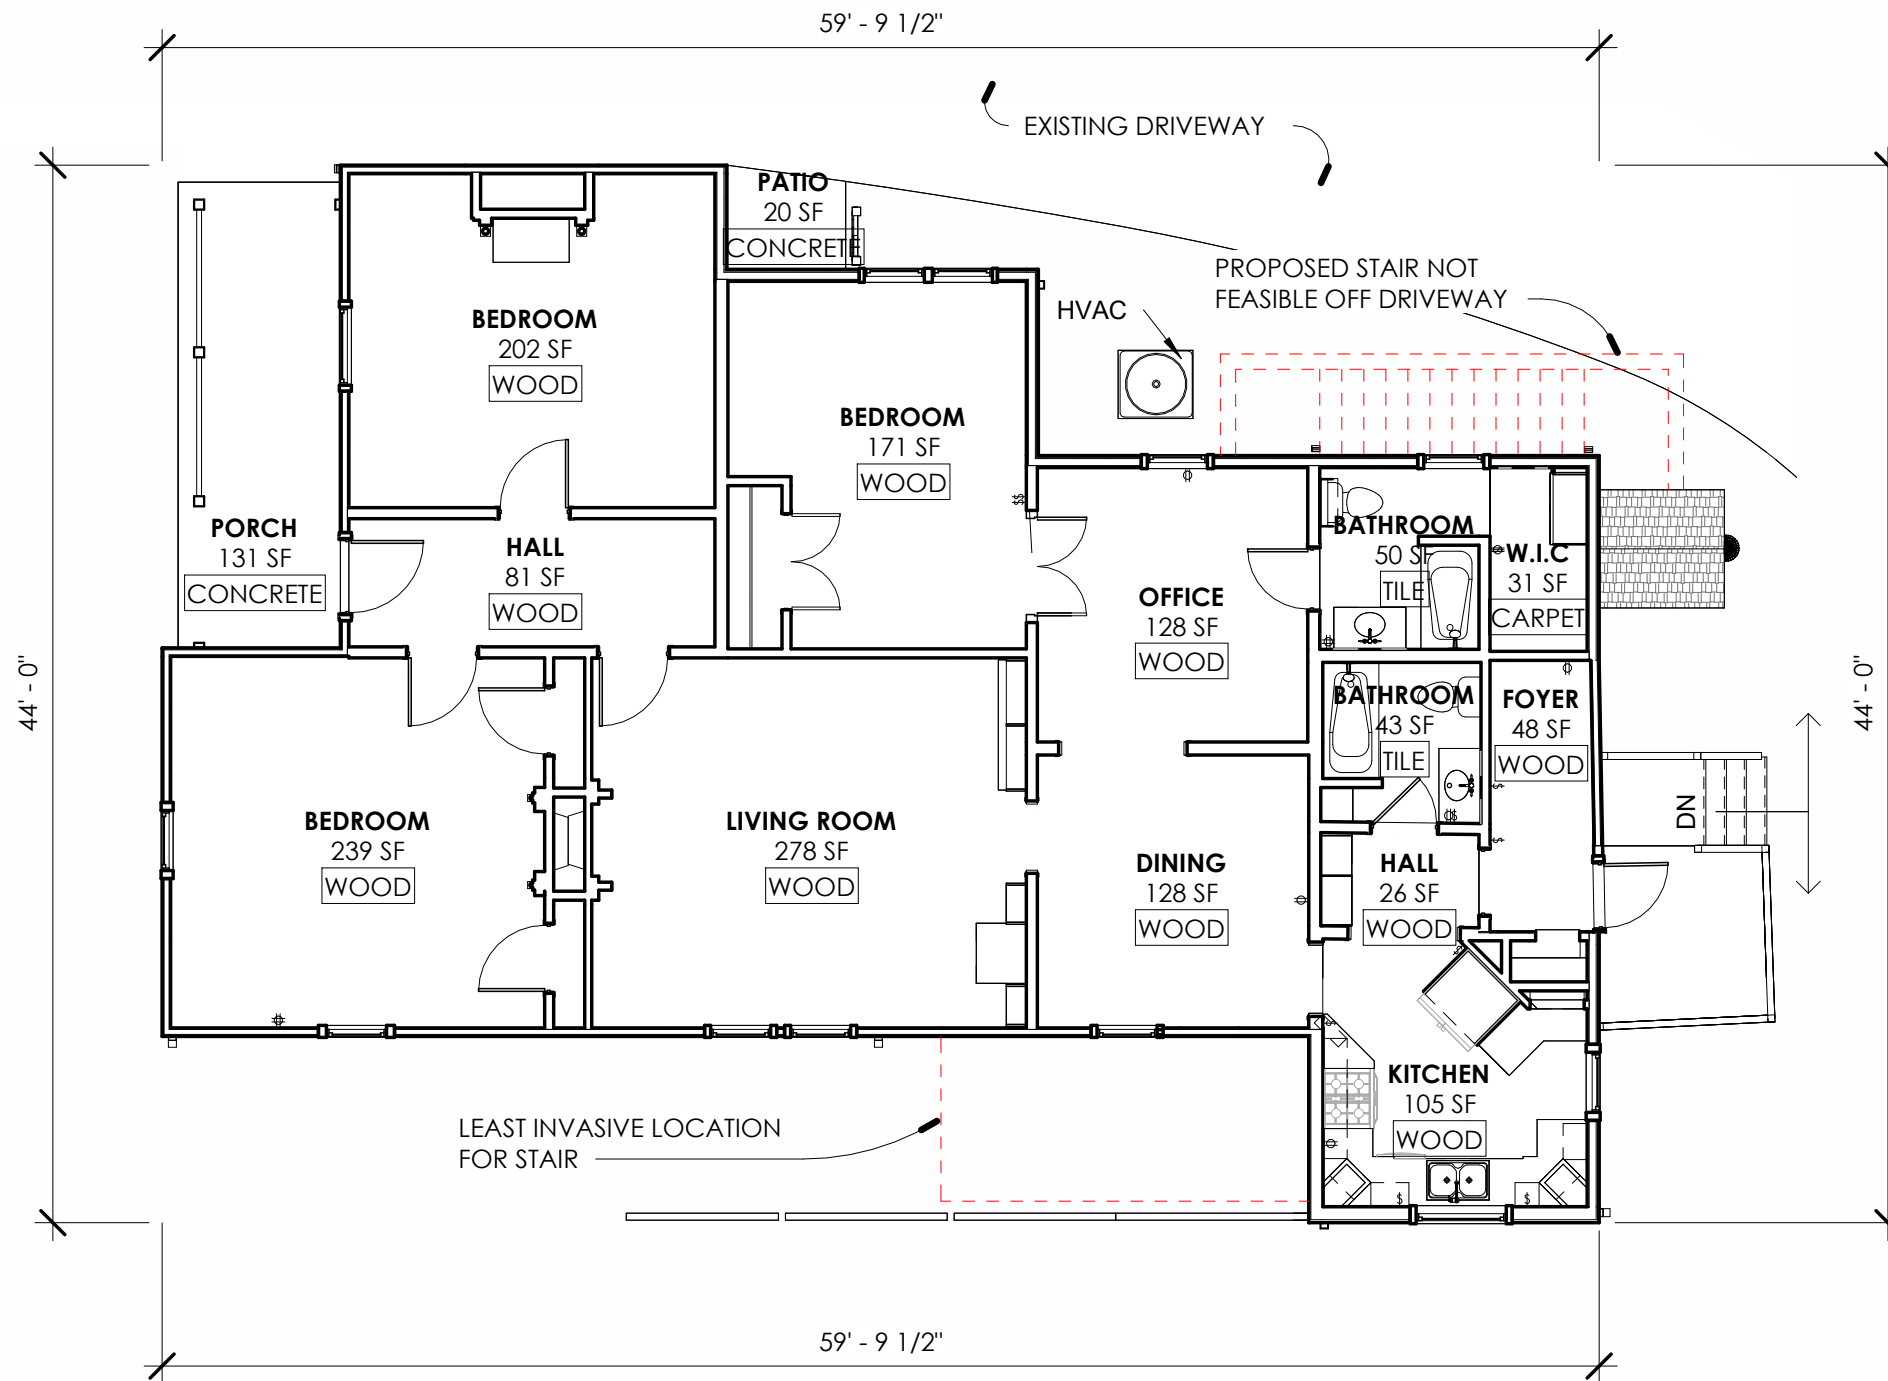 59' - 9 1/2"
EXISTING DRIVEWAY
PATIO
20 SF
CONCRETE
PROPOSED STAIR NOT
FEASIBLE OFF DRIVEWAY
HVAC
BEDROOM
202 SF
WOOD
BEDROOM
171 SF
WOOD
PORCH
131 SF
CONCRETE
HALL
81 SF
WOOD
BATHROOM
50 SF
TILE
W.I.C
31 SF
CARPET
OFFICE
128 SF
WOOD
44' - 0"
BATHROOM
43 SF
TILE
FOYER
48 SF
WOOD
44' - 0"
BEDROOM
239 SF
WOOD
LIVING ROOM
278 SF
WOOD
DINING
128 SF
WOOD
HALL
26 SF
WOOD
DN
KITCHEN
105 SF
WOOD
LEAST INVASIVE LOCATION
FOR STAIR
59' - 9 1/2"